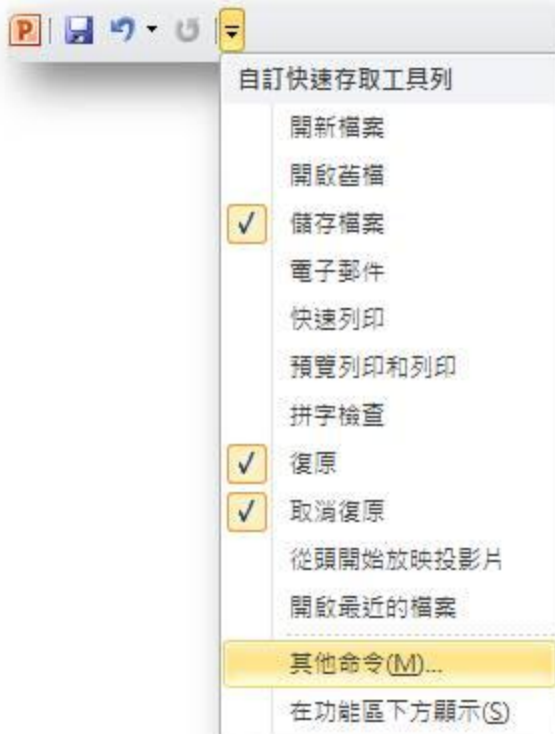 P
自訂快速存取工具列
開新檔案
開啟舊檔
儲存檔案
電子郵件
快速列印
預覽列印和列印
拼字檢查
復原
取消復原
從頭開始放映投影片
開啟最近的檔案
其他命令(M)...
在功能區下方顯示(S)